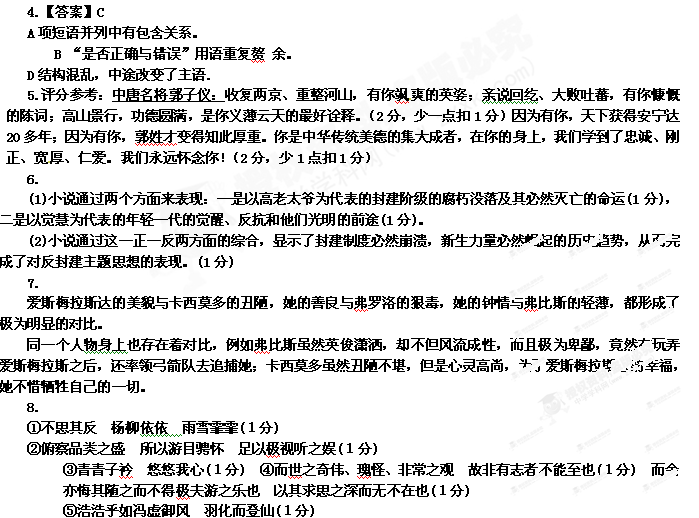 4.【答案】C
A项短语并列中有包含关系。
B “是否正确与错误”用语重复赘 余。
D结构混乱，中途改变了主语。
5.评分参考：中唐名将郭子仪：收复两京、重整河山，有你飒爽的英姿；亲说回纥、大败吐蕃，有你慷慨
的陈词；高山景行，功德圆满，是你义薄云天的最好诠释。（2分，少一点扣1分）因为有你，天下获得安宁达
20多年；因为有你，郭姓才变得如此厚重。你是中华传统美德的集大成者，在你的身上，我们学到了忠诚、刚
正、宽厚、仁爱。我们永远怀念你！（2分，少1点扣1分）
6.
(1)小说通过两个方面来表现：一是以高老太爷为代表的封建阶级的腐朽没落及其必然灭亡的命运(1分)，
二是以觉慧为代表的年轻一代的觉醒、反抗和他们光明的前途(1分)。
(2)小说通过这一正一反两方面的综合，显示了封建制度必然崩溃，新生力量必然崛起的历史趋势，从而完
成了对反封建主题思想的表现。(1分)
7.
爱斯梅拉斯达的美貌与卡西莫多的丑陋，她的善良与弗罗洛的狠毒，她的钟情与弗比斯的轻薄，都形成了
极为明显的对比。
同一个人物身上也存在着对比，例如弗比斯虽然英俊潇洒，却不但风流成性，而且极为卑鄙，竟然在玩弄
爱斯梅拉斯之后，还率领弓箭队去追捕她；卡西莫多虽然丑陋不堪，但是心灵高尚，为了爱斯梅拉斯 的幸福，
她不惜牺牲自己的一切。
8.
①不思其反 杨柳依依 雨雪霏霏(1分)
②俯察品类之盛 所以游目骋怀 足以极视听之娱(1分)
③青青子衿 悠悠我心(1分) ④而世之奇伟、瑰怪、非常之观 故非有志者不能至也(1分) 而今
亦悔其随之而不得极夫游之乐也 以其求思之深而无不在也(1分)
⑤浩浩乎如冯虚御风 羽化而登仙(1分)